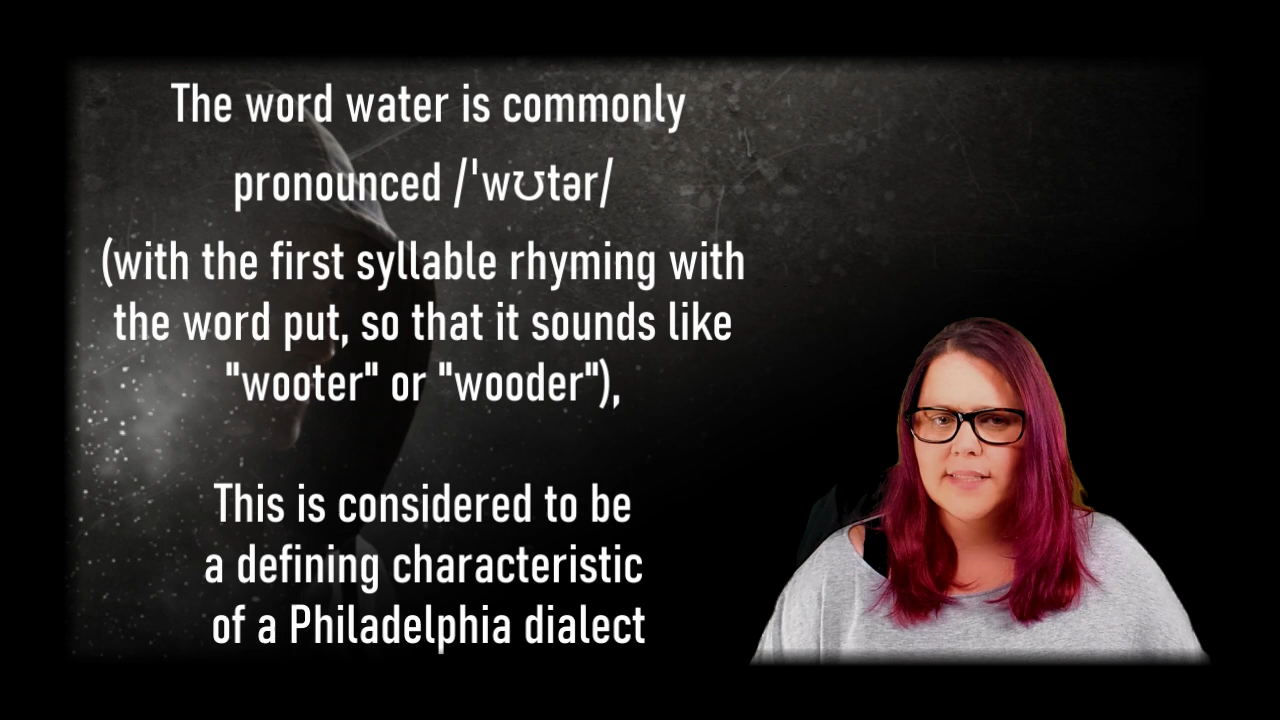 The word water is commonly
pronounced /ˈwʊtər/
(with the first syllable rhyming with
the word put, so that it sounds like
"wooter" or "wooder"),
This is considered to be
a defining characteristic
of a Philadelphia dialect